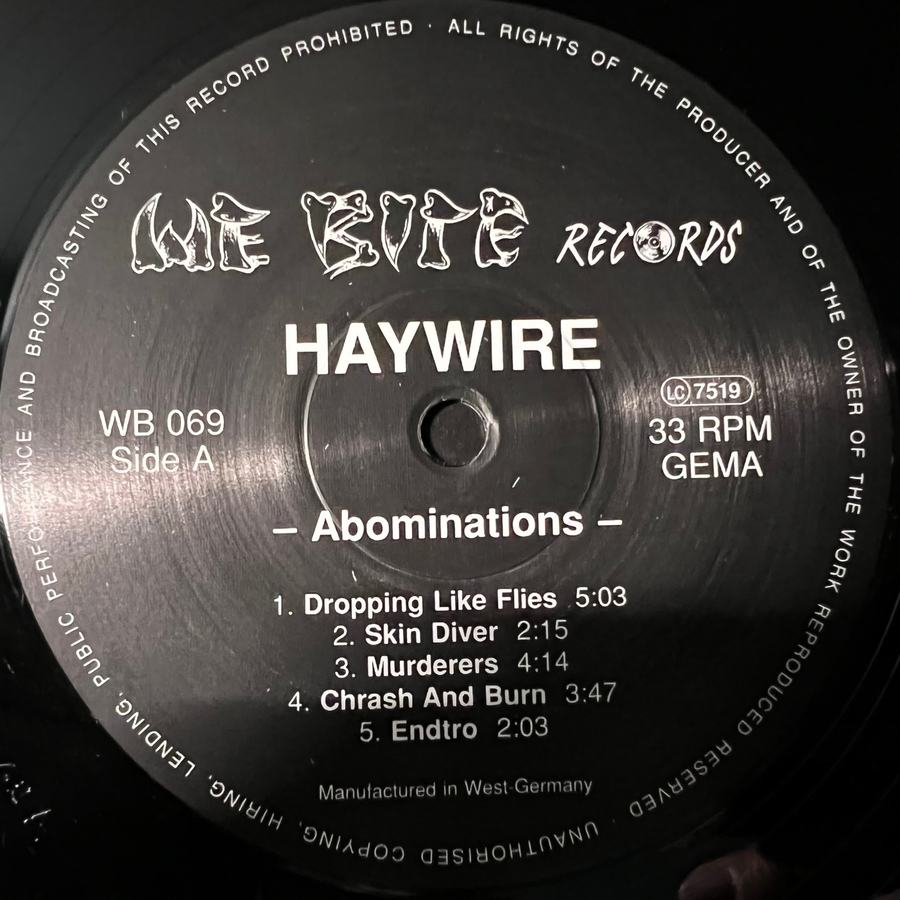 WE BITE RECORDS
HAYWIRE
WB 069
Side A
LC 7519
33 RPM
GEMA
– Abominations –
1. Dropping Like Flies 5:03
2. Skin Diver 2:15
3. Murderers 4:14
4. Chrash And Burn 3:47
5. Endtro 2:03
Manufactured in West-Germany
ALL RIGHTS OF THE PRODUCER AND OF THE OWNER OF THE WORK REPRODUCED RESERVED · UNAUTHORISED COPYING, HIRING, LENDING, PUBLIC PERFORMANCE AND BROADCASTING OF THIS RECORD PROHIBITED ·